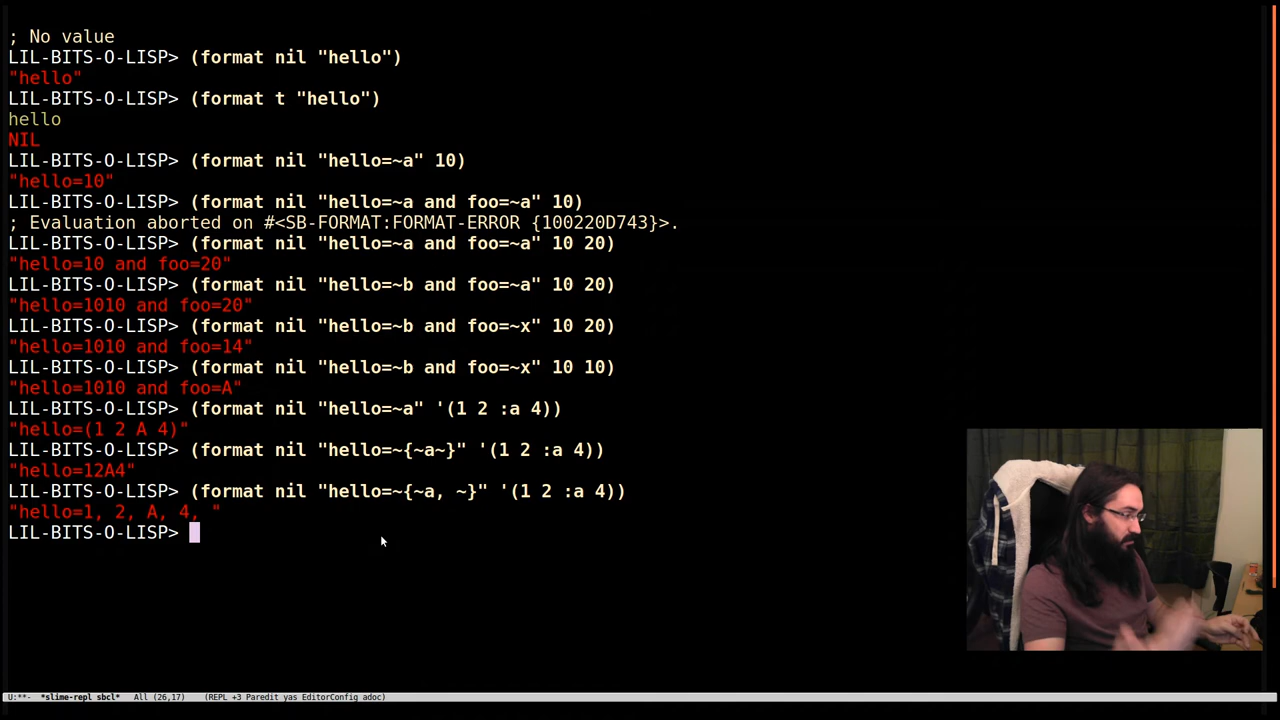 ; No value
LIL-BITS-O-LISP> (format nil "hello")
"hello"
LIL-BITS-O-LISP> (format t "hello")
hello
NIL
LIL-BITS-O-LISP> (format nil "hello=~a" 10)
"hello=10"
LIL-BITS-O-LISP> (format nil "hello=~a and foo=~a" 10)
; Evaluation aborted on #<SB-FORMAT:FORMAT-ERROR {100220D743}>.
LIL-BITS-O-LISP> (format nil "hello=~a and foo=~a" 10 20)
"hello=10 and foo=20"
LIL-BITS-O-LISP> (format nil "hello=~b and foo=~a" 10 20)
"hello=1010 and foo=20"
LIL-BITS-O-LISP> (format nil "hello=~b and foo=~x" 10 20)
"hello=1010 and foo=14"
LIL-BITS-O-LISP> (format nil "hello=~b and foo=~x" 10 10)
"hello=1010 and foo=A"
LIL-BITS-O-LISP> (format nil "hello=~a" '(1 2 :a 4))
"hello=(1 2 A 4)"
LIL-BITS-O-LISP> (format nil "hello=~{~a~}" '(1 2 :a 4))
"hello=12A4"
LIL-BITS-O-LISP> (format nil "hello=~{~a, ~}" '(1 2 :a 4))
"hello=1, 2, A, 4, "
LIL-BITS-O-LISP>
U:**-  *slime-repl sbcl*   All (26,17)    (REPL +3 Paredit yas EditorConfig adoc)